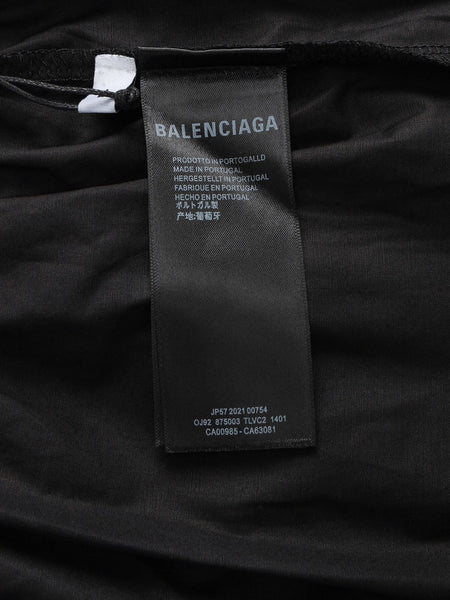 BALENCIAGA
PRODOTTO IN PORTOGALLD
MADE IN PORTUGAL
HERGESTELLT IN PORTUGAL
FABRIQUE EN PORTUGAL
HECHO EN PORTUGAL
ポルトガル製
产地:葡萄牙
JP57 2021 00754
OJ92 875003 TLVC2 1401
CA00985 - CA63081